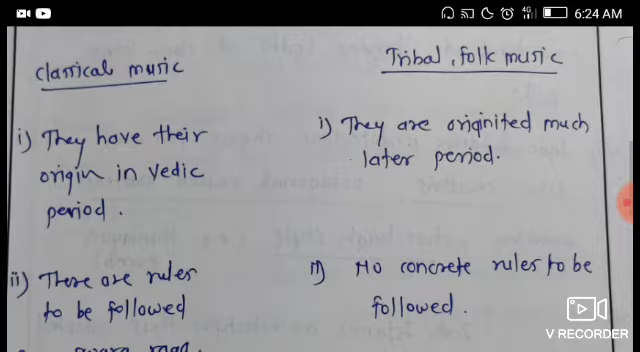 4G
6:24 AM
Classical music
Tribal, folk music
i) They have their
origin in Vedic
period.
i) They are originited much
later period.
ii) There are rules
to be followed
ii) No concrete rules to be
followed.
V RECORDER